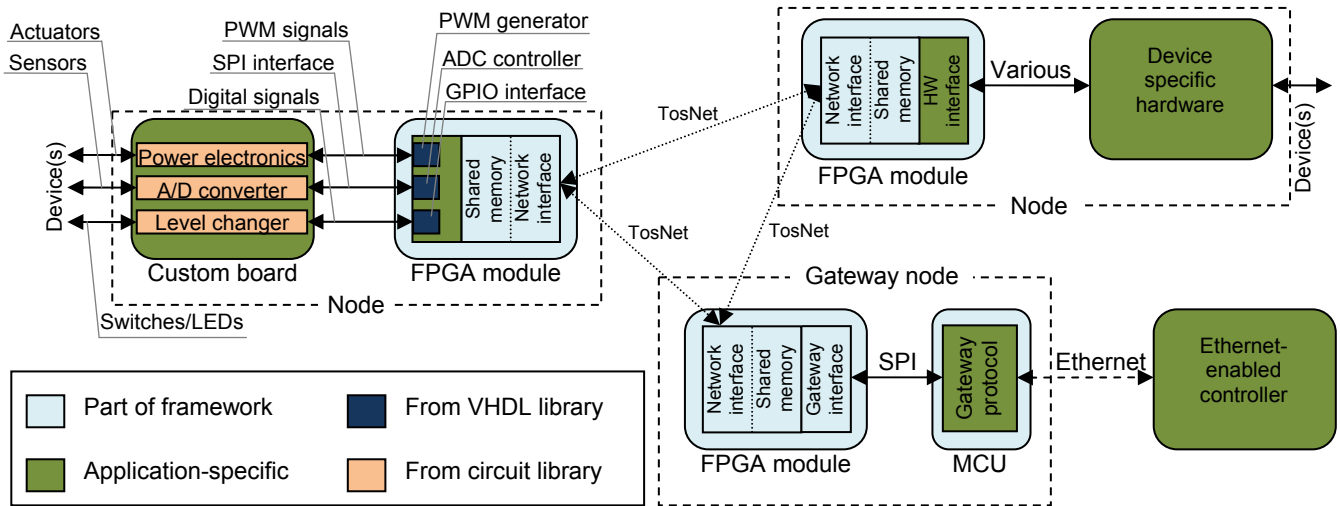 Actuators
Sensors
PWM signals
SPI interface
Digital signals
PWM generator
ADC controller
GPIO interface
Device(s)
Power electronics
A/D converter
Level changer
Custom board
Shared memory
Network
interface
FPGA module
Node
Switches/LEDs
TosNet
TosNet
TosNet
Network
interface
Shared
memory
HW
interface
FPGA module
Various
Device
specific
hardware
Device(s)
Node
Gateway node
Network
interface
Shared
memory
Gateway interface
FPGA module
SPI
Gateway
protocol
MCU
Ethernet
Ethernet-
enabled
controller
Part of framework
From VHDL library
Application-specific
From circuit library